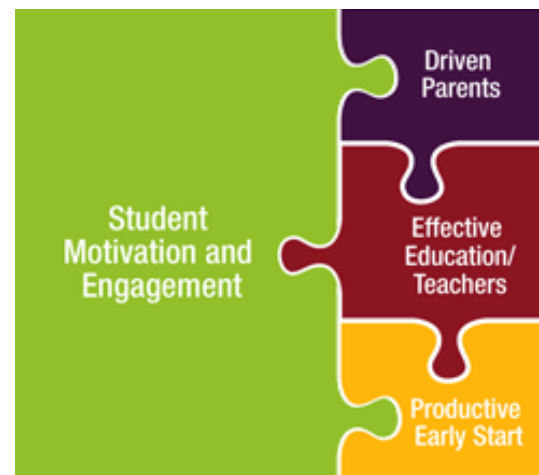 Student
Motivation and
Engagement
Driven
Parents
Effective
Education/
Teachers
Productive
Early Start